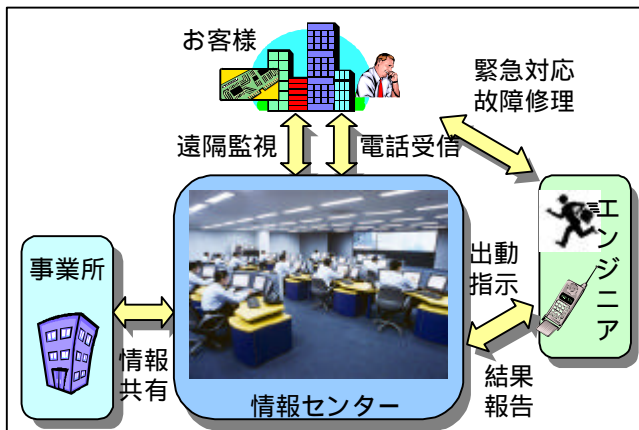 お客様
緊急対応
故障修理
遠隔監視
電話受信
エンジニア
事業所
出動
指示
情報
共有
結果
報告
情報センター